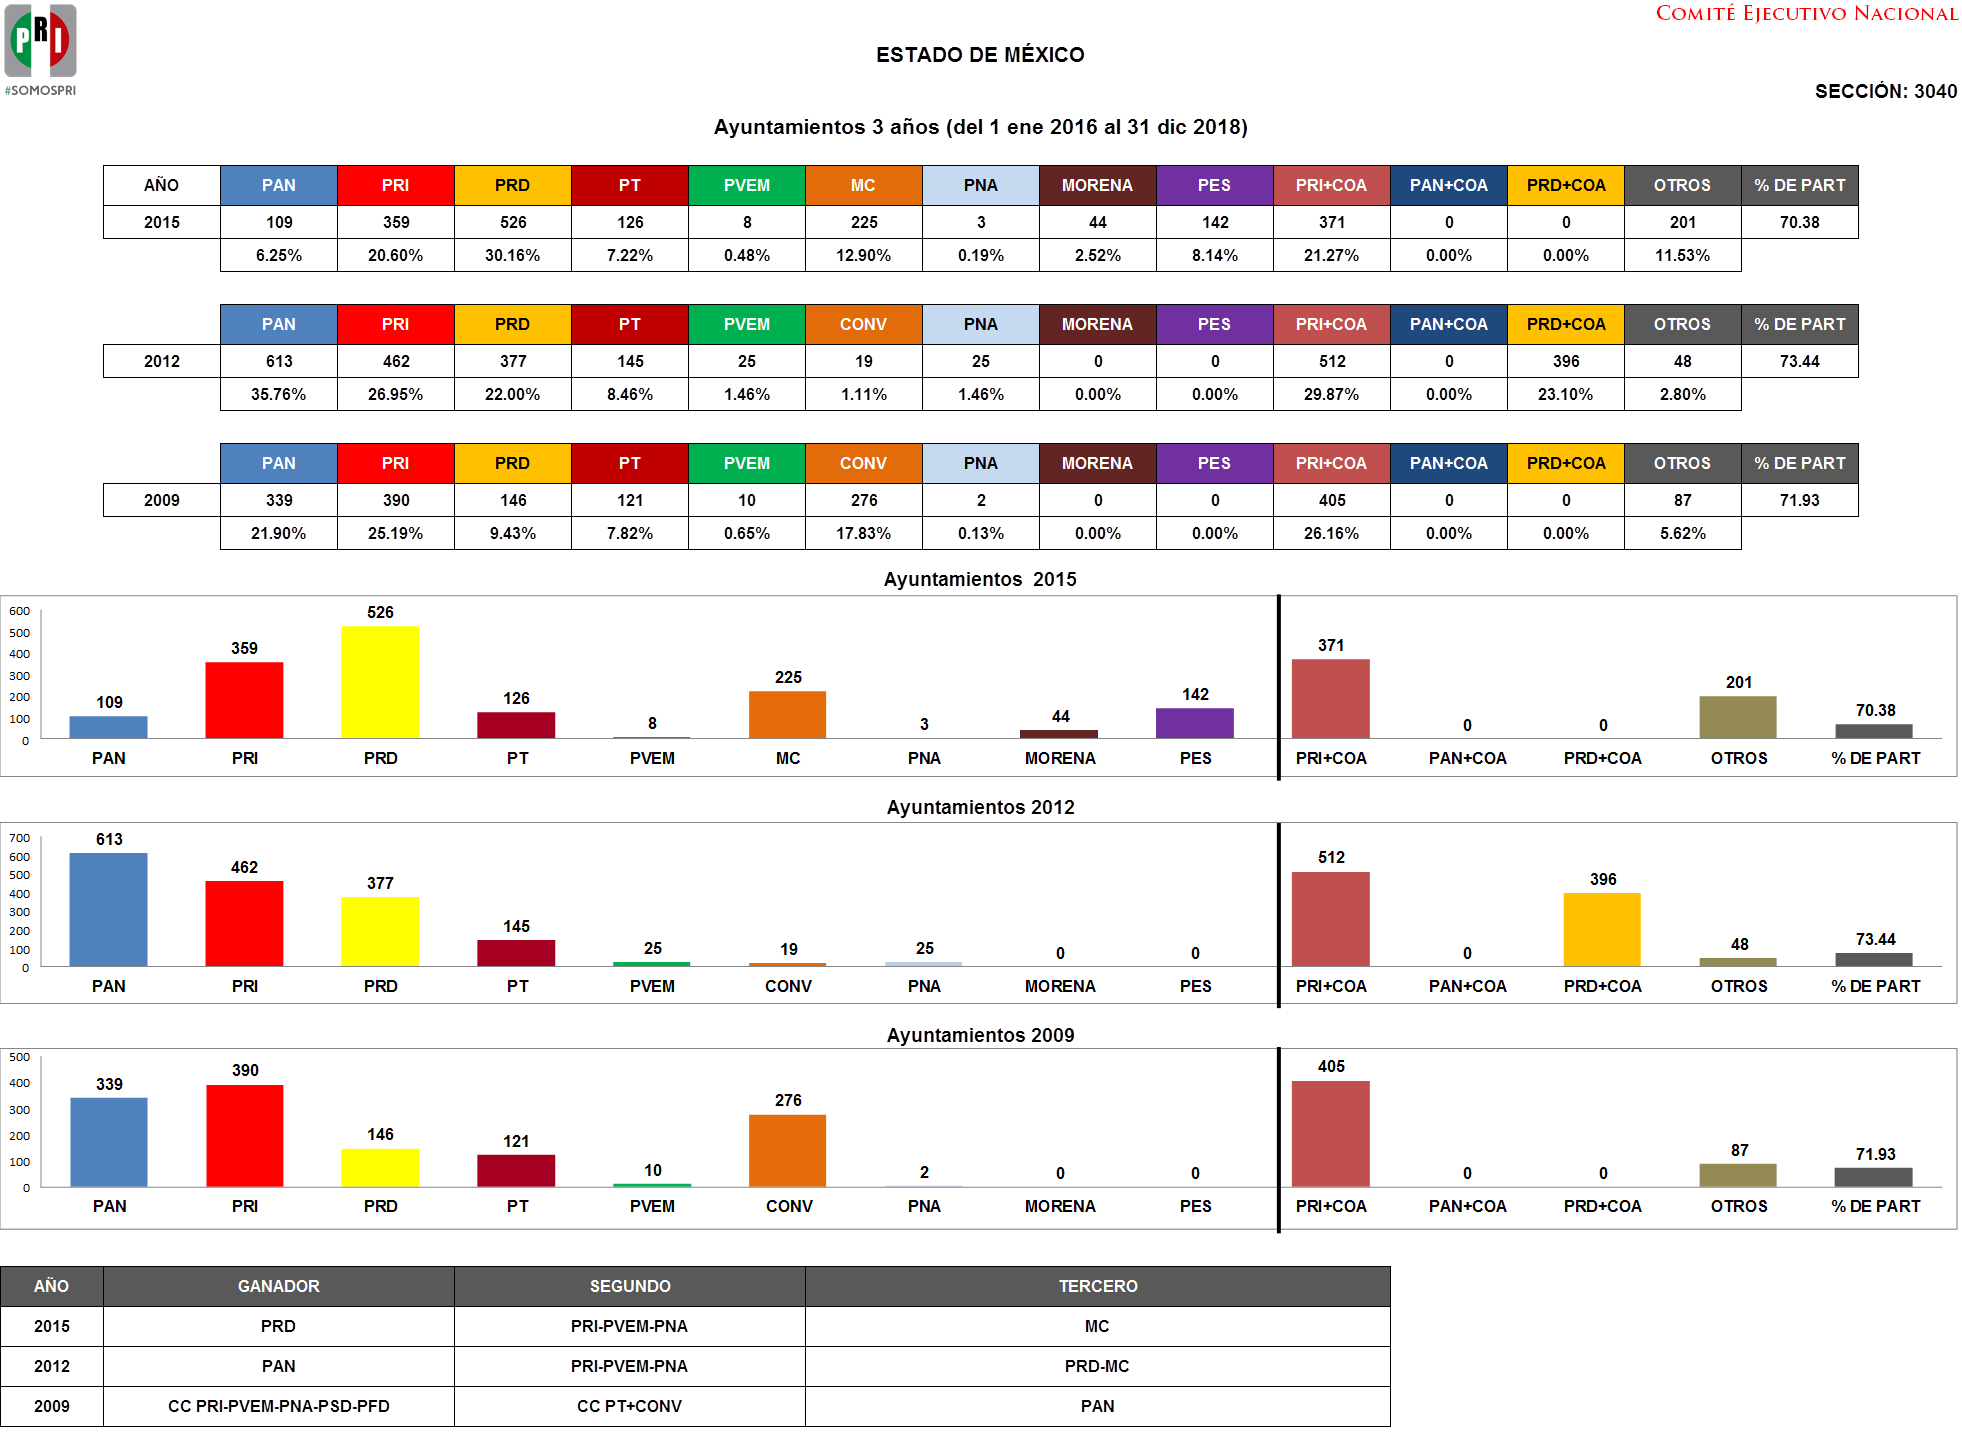 PRI
#SOMOSPRI
COMITÉ EJECUTIVO NACIONAL
ESTADO DE MÉXICO
SECCIÓN: 3040
Ayuntamientos 3 años (del 1 ene 2016 al 31 dic 2018)
AÑO PAN PRI PRD PT PVEM MC PNA MORENA PES PRI+COA PAN+COA PRD+COA OTROS % DE PART
2015 109 359 526 126 8 225 3 44 142 371 0 0 201 70.38
6.25% 20.60% 30.16% 7.22% 0.48% 12.90% 0.19% 2.52% 8.14% 21.27% 0.00% 0.00% 11.53%
PAN PRI PRD PT PVEM CONV PNA MORENA PES PRI+COA PAN+COA PRD+COA OTROS % DE PART
2012 613 462 377 145 25 19 25 0 0 512 0 396 48 73.44
35.76% 26.95% 22.00% 8.46% 1.46% 1.11% 1.46% 0.00% 0.00% 29.87% 0.00% 23.10% 2.80%
PAN PRI PRD PT PVEM CONV PNA MORENA PES PRI+COA PAN+COA PRD+COA OTROS % DE PART
2009 339 390 146 121 10 276 2 0 0 405 0 0 87 71.93
21.90% 25.19% 9.43% 7.82% 0.65% 17.83% 0.13% 0.00% 0.00% 26.16% 0.00% 0.00% 5.62%
Ayuntamientos 2015
600
500
400
300
200
100
0
109 359 526 126 8 225 3 44 142 371 0 0 201 70.38
PAN PRI PRD PT PVEM MC PNA MORENA PES PRI+COA PAN+COA PRD+COA OTROS % DE PART
Ayuntamientos 2012
700
600
500
400
300
200
100
0
613 462 377 145 25 19 25 0 0 512 0 396 48 73.44
PAN PRI PRD PT PVEM CONV PNA MORENA PES PRI+COA PAN+COA PRD+COA OTROS % DE PART
Ayuntamientos 2009
500
400
300
200
100
0
339 390 146 121 10 276 2 0 0 405 0 0 87 71.93
PAN PRI PRD PT PVEM CONV PNA MORENA PES PRI+COA PAN+COA PRD+COA OTROS % DE PART
AÑO GANADOR SEGUNDO TERCERO
2015 PRD PRI-PVEM-PNA MC
2012 PAN PRI-PVEM-PNA PRD-MC
2009 CC PRI-PVEM-PNA-PSD-PFD CC PT+CONV PAN